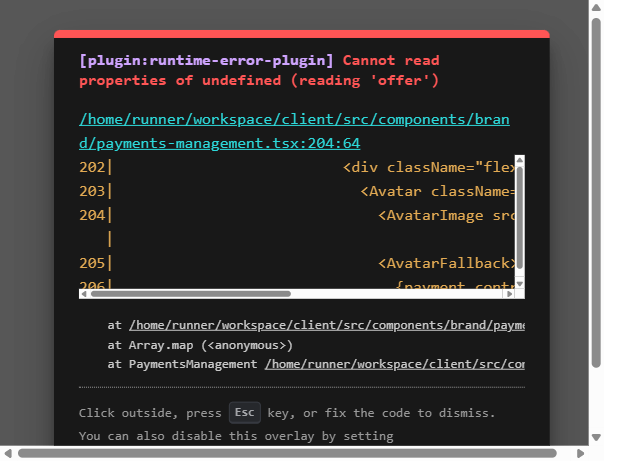 [plugin:runtime-error-plugin] Cannot read
properties of undefined (reading 'offer')
/home/runner/workspace/client/src/components/bran
d/payments-management.tsx:204:64
202|                          <div className="flex
203|                            <Avatar className=
204|                              <AvatarImage src
   |
205|                              <AvatarFallback>
206|                                {payment.contr
at /home/runner/workspace/client/src/components/brand/payme
at Array.map (<anonymous>)
at PaymentsManagement /home/runner/workspace/client/src/com
Click outside, press Esc key, or fix the code to dismiss.
You can also disable this overlay by setting